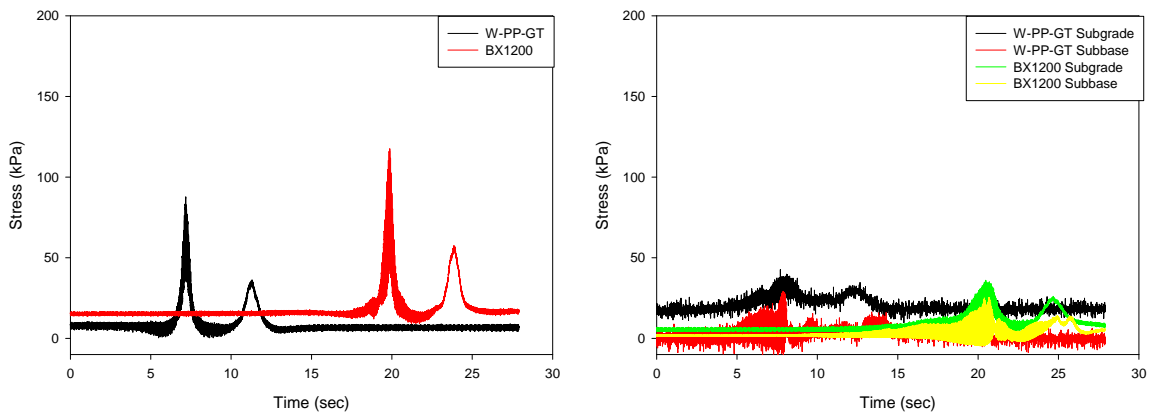 200
150
100
50
0
Stress (kPa)
W-PP-GT
BX1200
0 5 10 15 20 25 30
Time (sec)
200
150
100
50
0
Stress (kPa)
W-PP-GT Subgrade
W-PP-GT Subbase
BX1200 Subgrade
BX1200 Subbase
0 5 10 15 20 25 30
Time (sec)